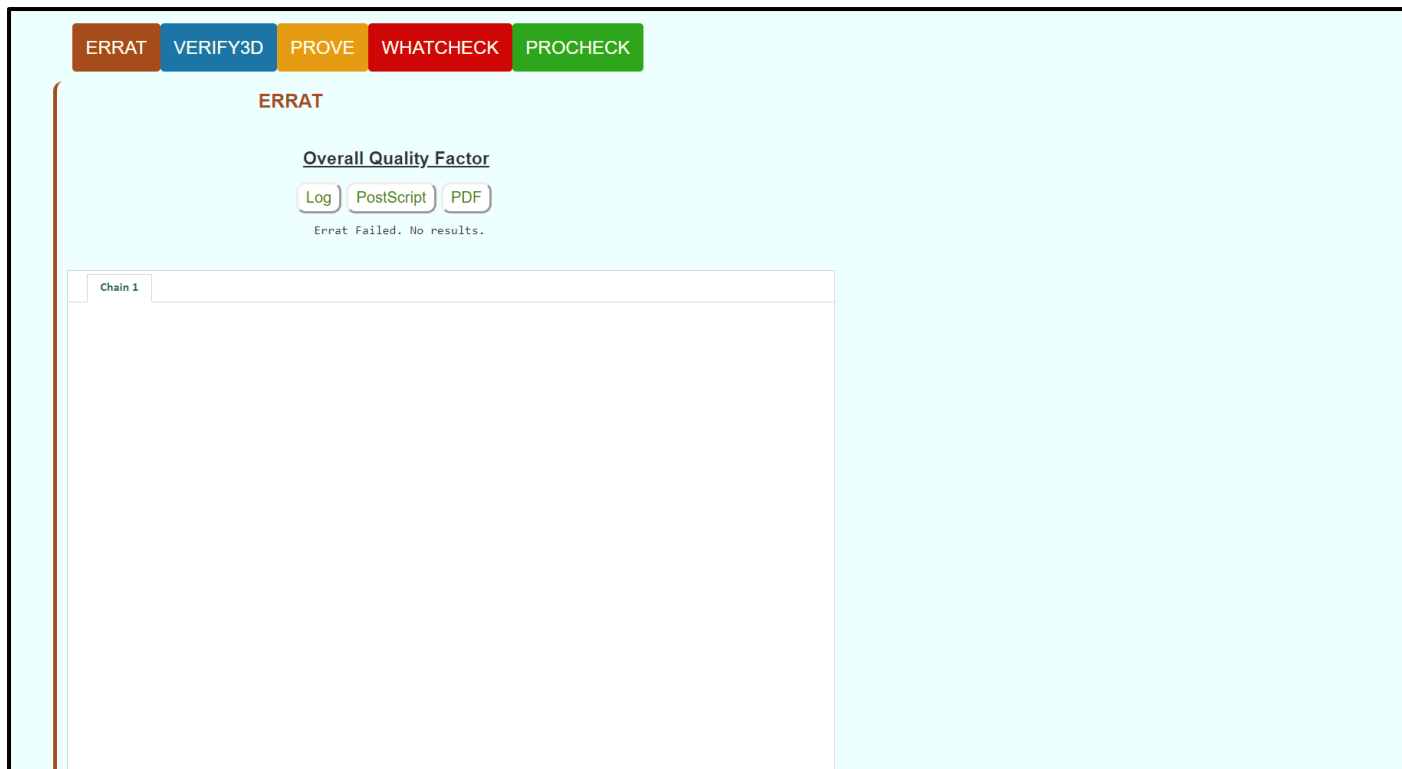 ERRAT VERIFY3D PROVE WHATCHECK PROCHECK
ERRAT
Overall Quality Factor
Log PostScript PDF
Errat Failed. No results.
Chain 1